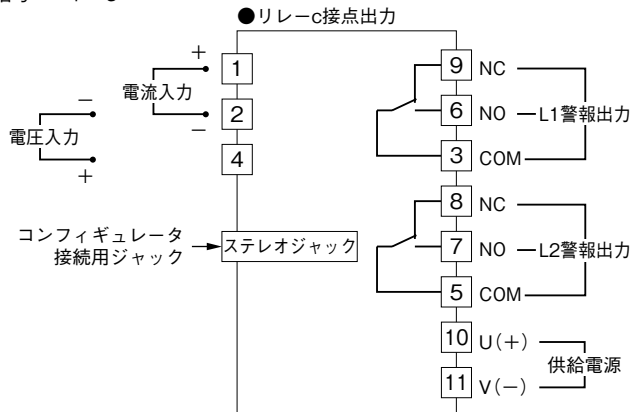 ●リレーc接点出力
+
1
電流入力
−
2
−
電圧入力
+
4
コンフィギュレータ
接続用ジャック
ステレオジャック
9 NC
6 NO L1警報出力
3 COM
8 NC
7 NO L2警報出力
5 COM
10 U(+)
供給電源
11 V(−)